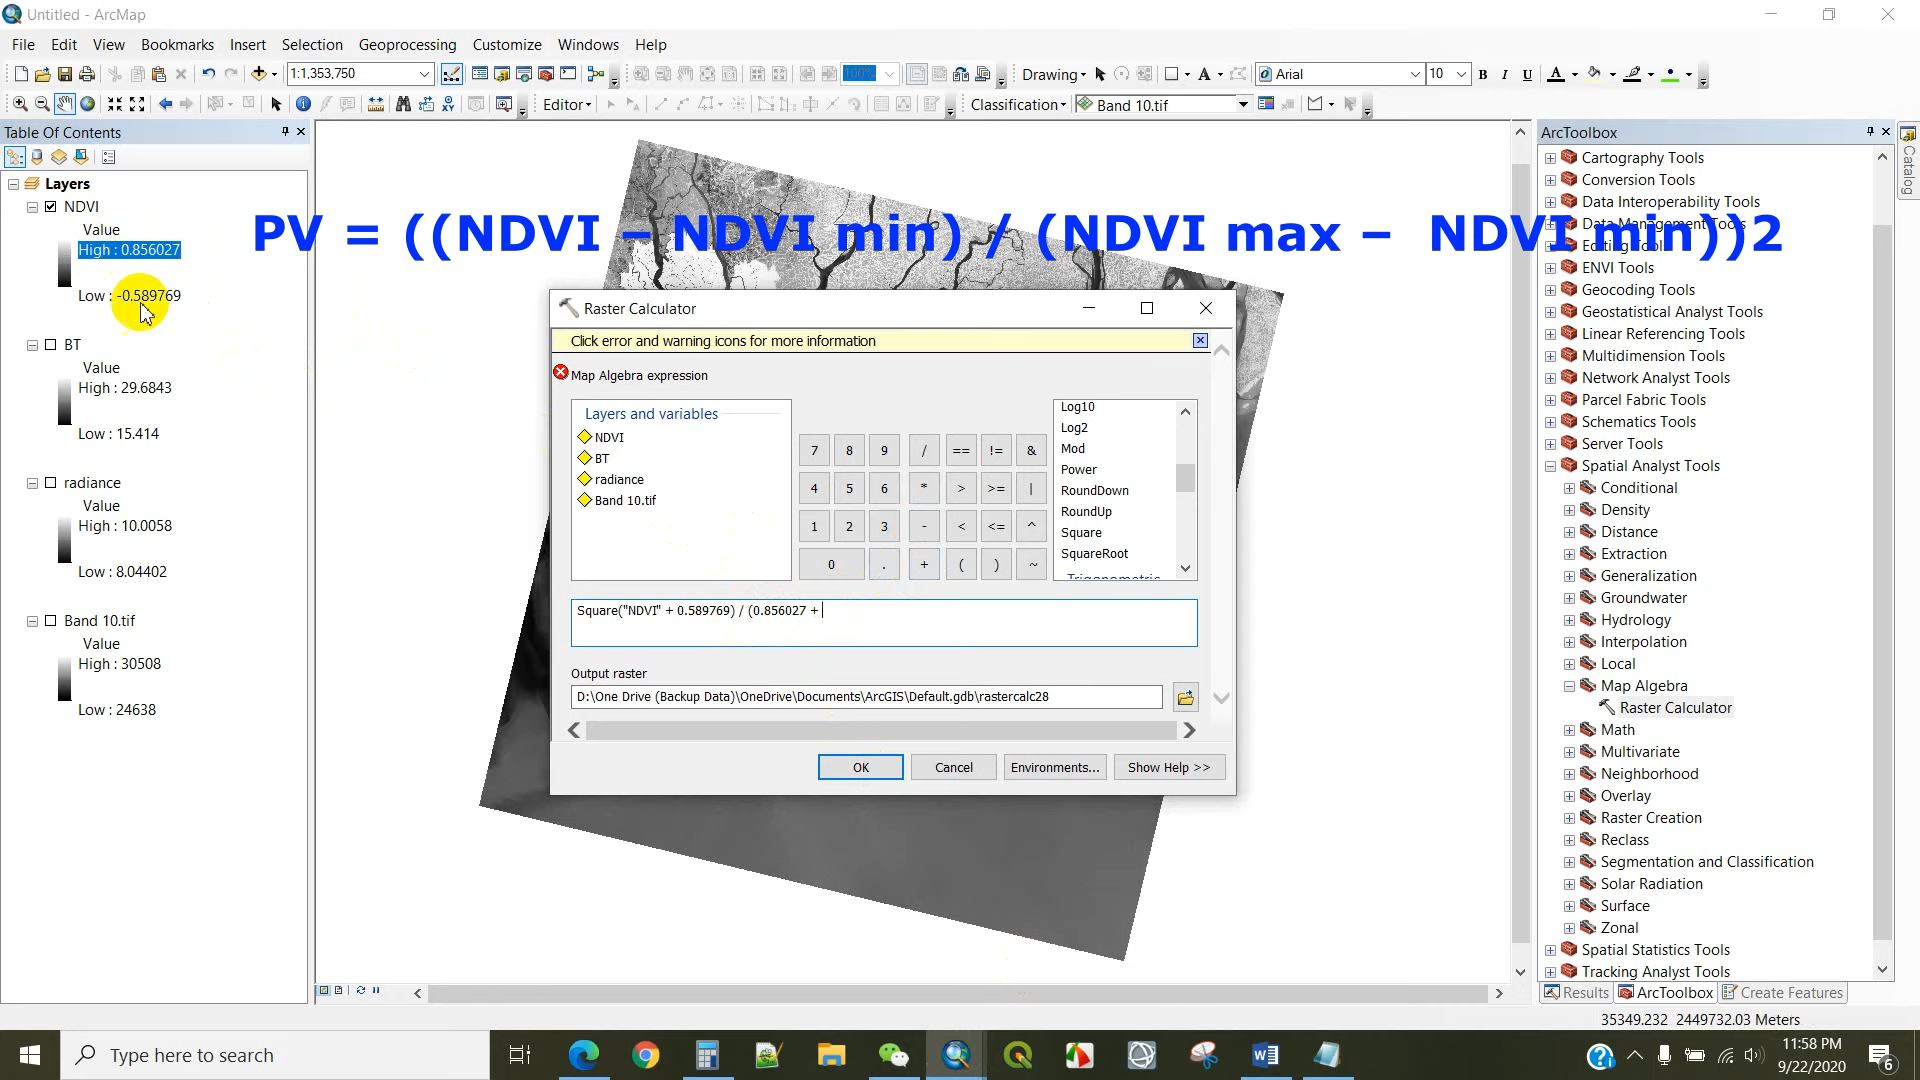 Untitled - ArcMap
File Edit View Bookmarks Insert Selection Geoprocessing Customize Windows Help
1:1,353,750 100% Drawing Arial 10 B I U A
Editor Classification Band 10.tif
Table Of Contents
Layers
NDVI
Value
High : 0.856027
Low : -0.589769
BT
Value
High : 29.6843
Low : 15.414
radiance
Value
High : 10.0058
Low : 8.04402
Band 10.tif
Value
High : 30508
Low : 24638
PV = ((NDVI – NDVI min) / (NDVI max – NDVI min))2
Raster Calculator
Click error and warning icons for more information
Map Algebra expression
Layers and variables
NDVI
BT
radiance
Band 10.tif
7 8 9 / == != &
4 5 6 * > >= |
1 2 3 - < <= ^
0 . + ( ) ~
Log10
Log2
Mod
Power
RoundDown
RoundUp
Square
SquareRoot
Trigonometric
Square("NDVI" + 0.589769) / (0.856027 +
Output raster
D:\One Drive (Backup Data)\OneDrive\Documents\ArcGIS\Default.gdb\rastercalc28
OK Cancel Environments... Show Help >>
ArcToolbox
Cartography Tools
Conversion Tools
Data Interoperability Tools
Data Management Tools
Editing Tools
ENVI Tools
Geocoding Tools
Geostatistical Analyst Tools
Linear Referencing Tools
Multidimension Tools
Network Analyst Tools
Parcel Fabric Tools
Schematics Tools
Server Tools
Spatial Analyst Tools
Conditional
Density
Distance
Extraction
Generalization
Groundwater
Hydrology
Interpolation
Local
Map Algebra
Raster Calculator
Math
Multivariate
Neighborhood
Overlay
Raster Creation
Reclass
Segmentation and Classification
Solar Radiation
Surface
Zonal
Spatial Statistics Tools
Tracking Analyst Tools
Results ArcToolbox Create Features
Catalog
35349.232 2449732.03 Meters
Type here to search
11:58 PM
9/22/2020
6